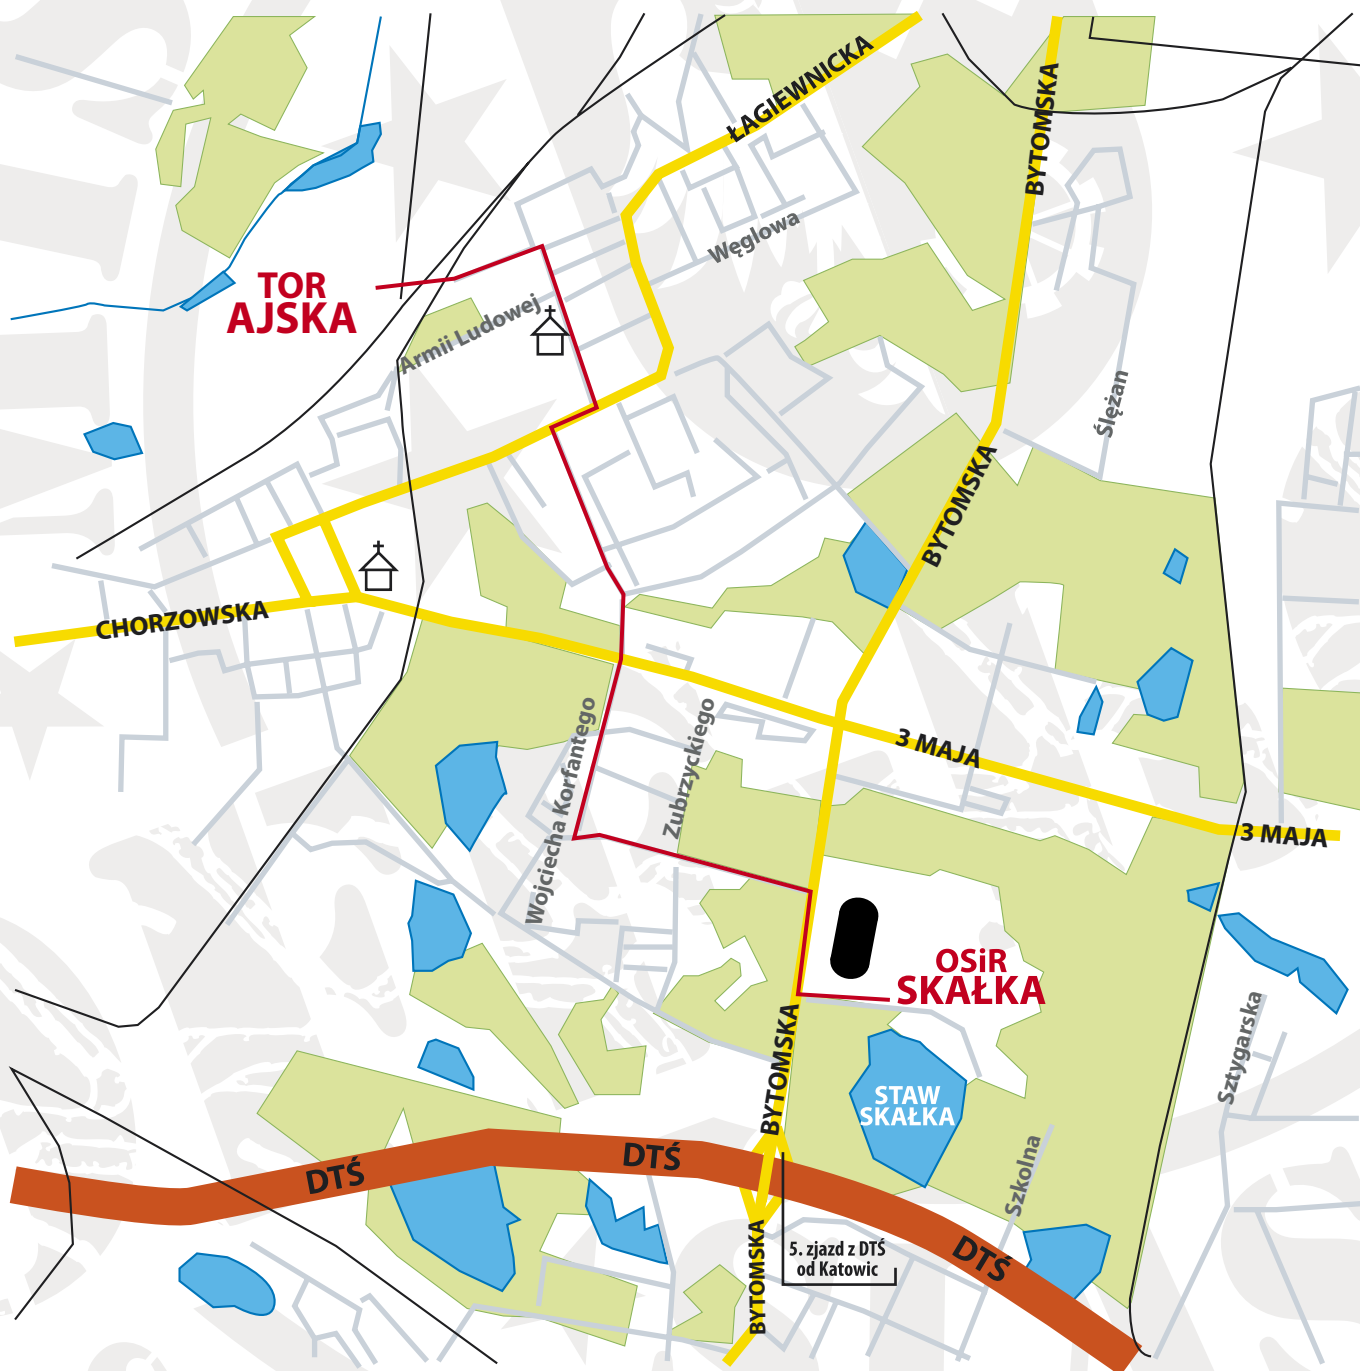 ŁAGIEWNICKA
BYTOMSKA
Węglowa
TOR
AJSKA
Armii Ludowej
Ślężan
BYTOMSKA
CHORZOWSKA
Wojciecha Korfantego
Zubrzyckiego
3 MAJA
3 MAJA
OSiR
SKAŁKA
BYTOMSKA
Sztygarska
STAW
SKAŁKA
DTŚ
DTŚ
Szkolna
BYTOMSKA
5. zjazd z DTŚ
od Katowic
DTŚ